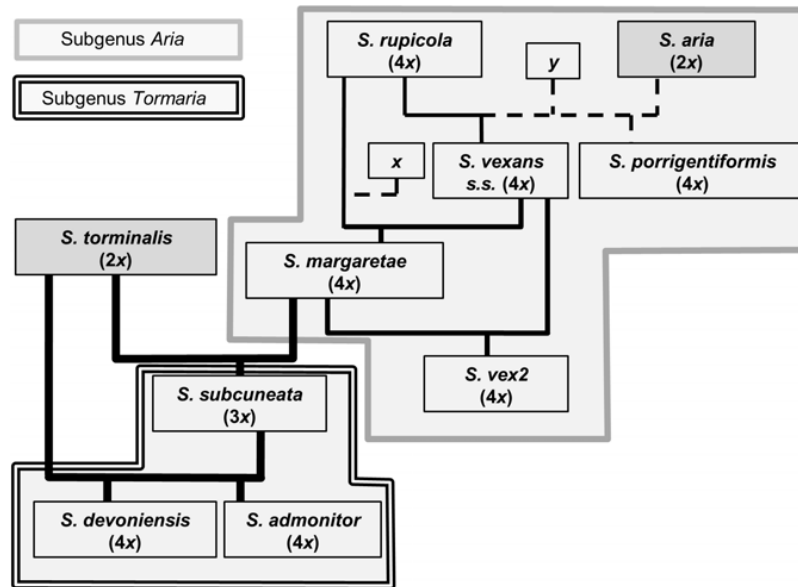 Subgenus Aria
Subgenus Tormaria
S. rupicola
(4x)
y
S. aria
(2x)
x
S. vexans
s.s. (4x)
S. porrigentiformis
(4x)
S. torminalis
(2x)
S. margaretae
(4x)
S. vex2
(4x)
S. subcuneata
(3x)
S. devoniensis
(4x)
S. admonitor
(4x)